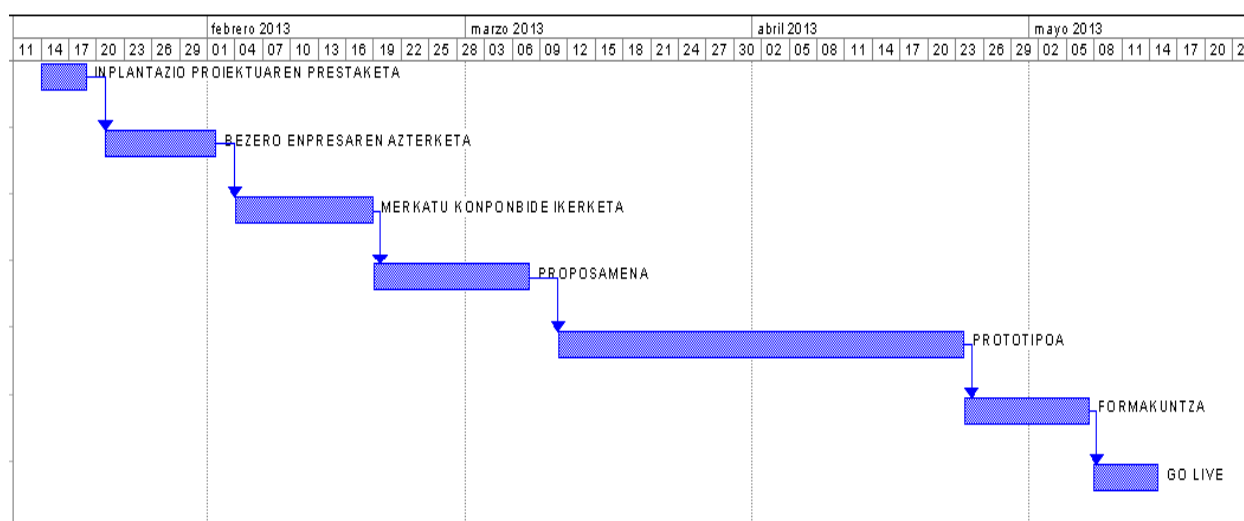 febrero 2013 marzo 2013 abril 2013 mayo 2013
11 14 17 20 23 26 29 01 04 07 10 13 16 19 22 25 28 03 06 09 12 15 18 21 24 27 30 02 05 08 11 14 17 20 23 26 29 02 05 08 11 14 17 20 2
INPLANTAZIO PROIEKTUAREN PRESTAKETA
BEZERO ENPRESAREN AZTERKETA
MERKATU KONPONBIDE IKERKETA
PROPOSAMENA
PROTOTIPOA
FORMAKUNTZA
GO LIVE